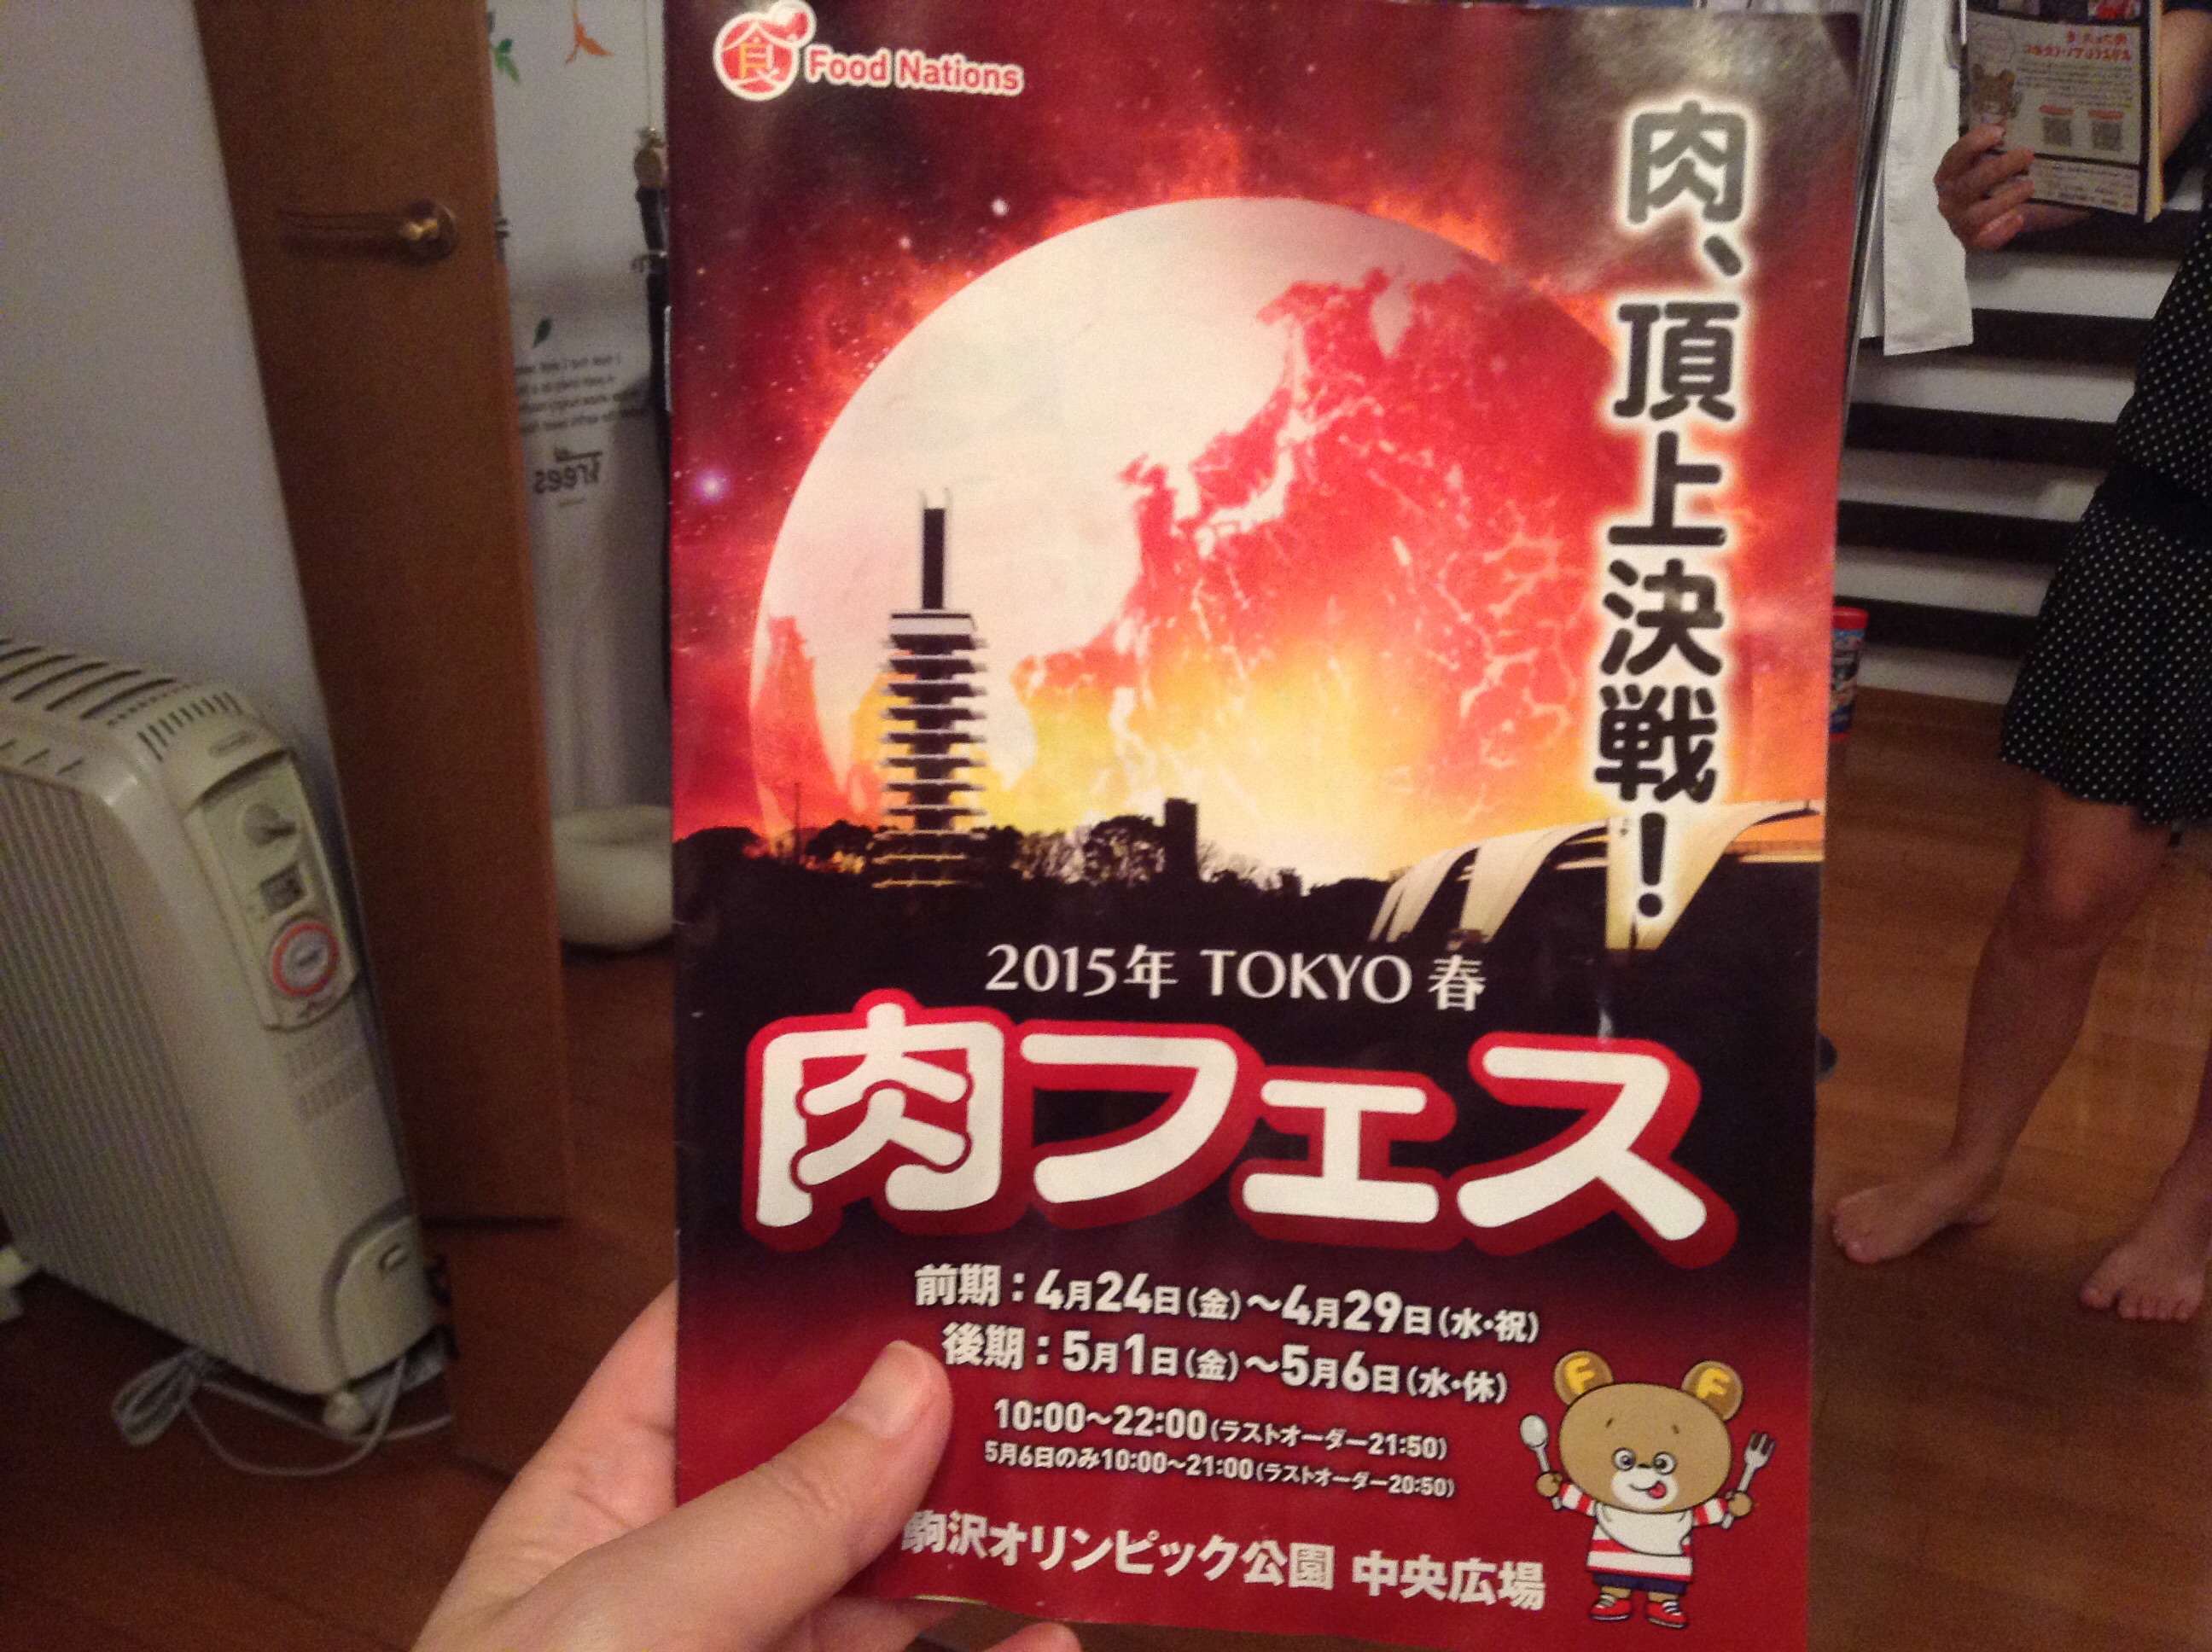 食 Food Nations
肉、頂上決戦!
2015年 TOKYO 春
肉フェス
前期:4月24日(金)〜4月29日(水・祝)
後期:5月1日(金)〜5月6日(水・休)
10:00〜22:00(ラストオーダー21:50)
5月6日のみ10:00〜21:00(ラストオーダー20:50)
駒沢オリンピック公園 中央広場
F F